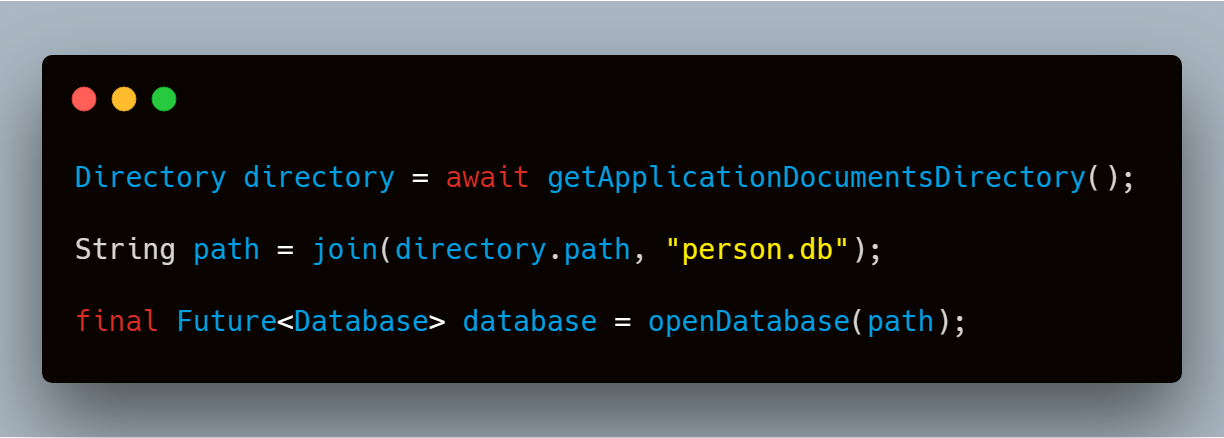 Directory directory = await getApplicationDocumentsDirectory();
String path = join(directory.path, "person.db");
final Future<Database> database = openDatabase(path);